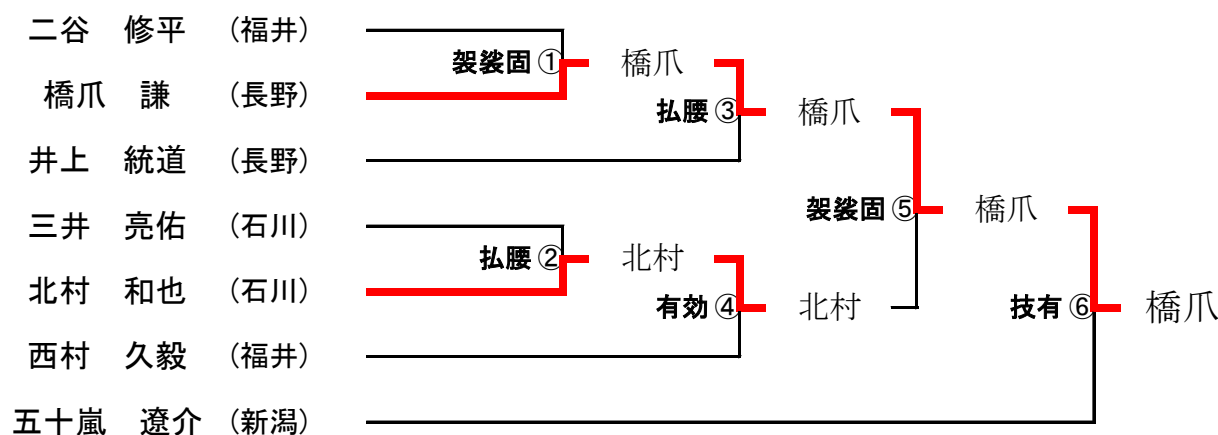 二谷　修平　（福井）
袈裟固 ① 橋爪
橋爪　謙　（長野）
払腰 ③ 橋爪
井上　統道　（長野）
袈裟固 ⑤ 橋爪
三井　亮佑　（石川）
払腰 ② 北村
北村　和也　（石川）
有効 ④ 北村
技有 ⑥ 橋爪
西村　久毅　（福井）
五十嵐　遼介　（新潟）